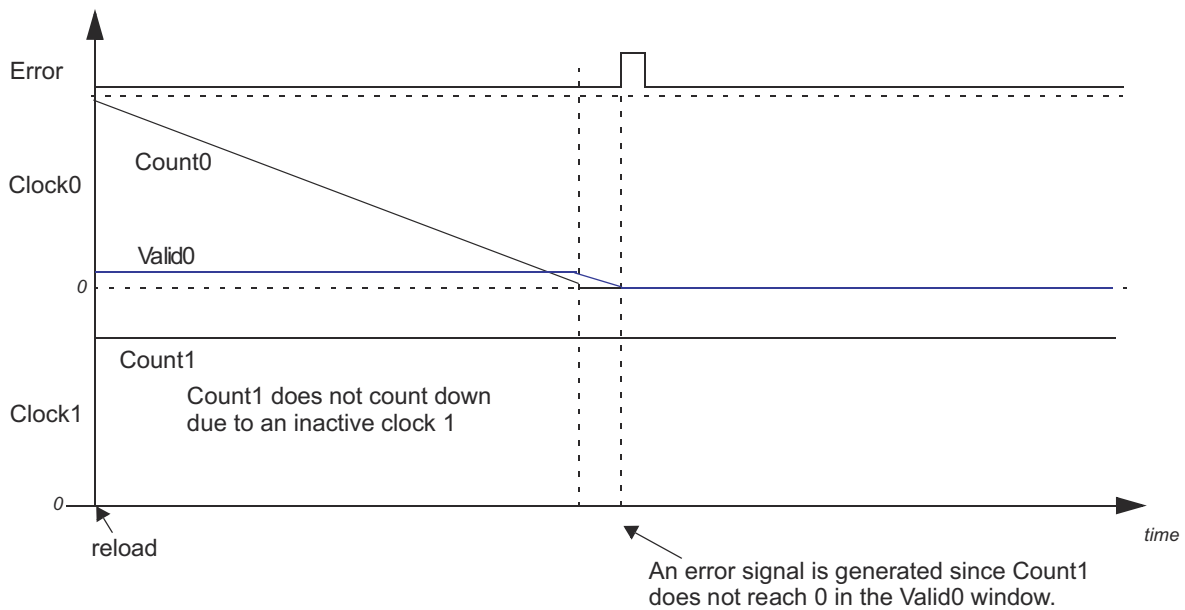 Error
Count0
Clock0
Valid0
0
Count1
Count1 does not count down
due to an inactive clock 1
Clock1
0
reload
time
An error signal is generated since Count1
does not reach 0 in the Valid0 window.